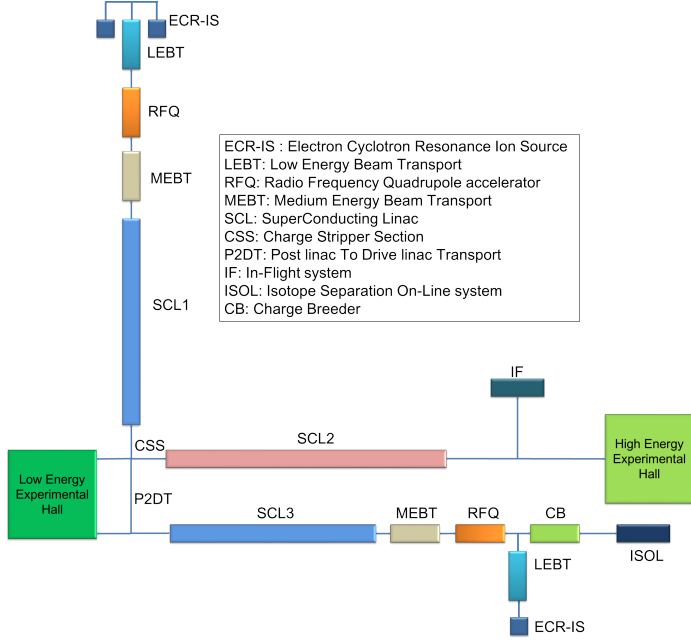 ECR-IS
LEBT
RFQ
MEBT
SCL1
ECR-IS : Electron Cyclotron Resonance Ion Source
LEBT: Low Energy Beam Transport
RFQ: Radio Frequency Quadrupole accelerator
MEBT: Medium Energy Beam Transport
SCL: SuperConducting Linac
CSS: Charge Stripper Section
P2DT: Post linac To Drive linac Transport
IF: In-Flight system
ISOL: Isotope Separation On-Line system
CB: Charge Breeder
IF
CSS
SCL2
High Energy
Experimental
Hall
Low Energy
Experimental
Hall
P2DT
SCL3
MEBT
RFQ
CB
ISOL
LEBT
ECR-IS